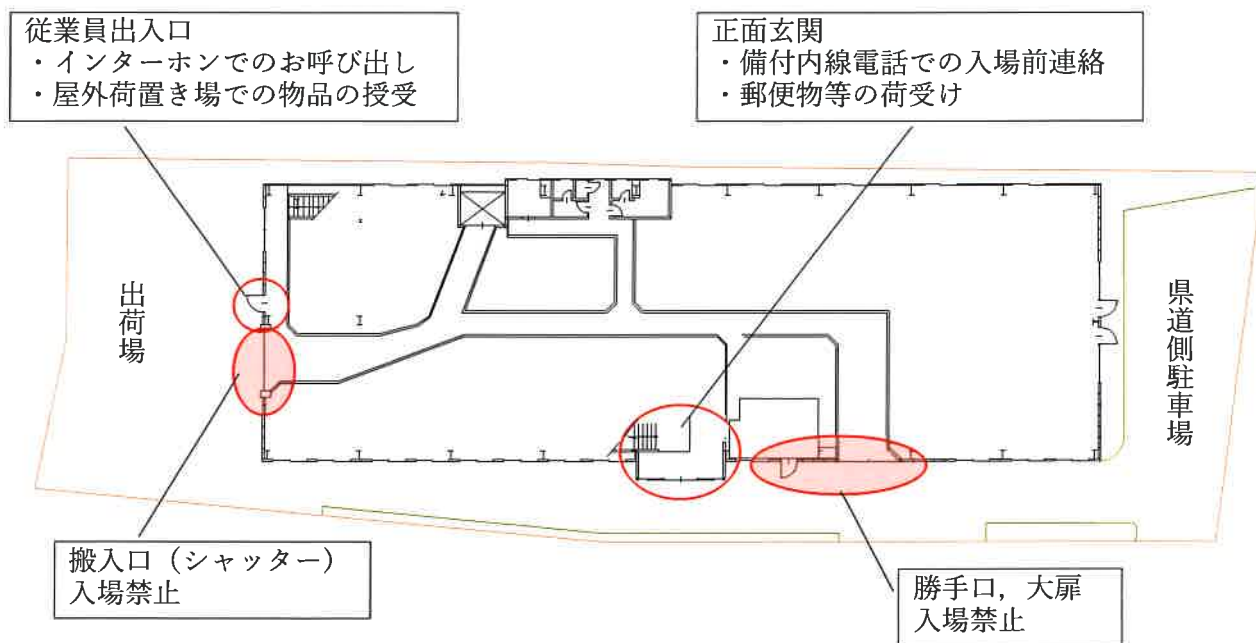 従業員出入口
・インターホンでのお呼び出し
・屋外荷置き場での物品の授受
正面玄関
・備付内線電話での入場前連絡
・郵便物等の荷受け
出荷場
県道側駐車場
搬入口（シャッター）
入場禁止
勝手口，大扉
入場禁止